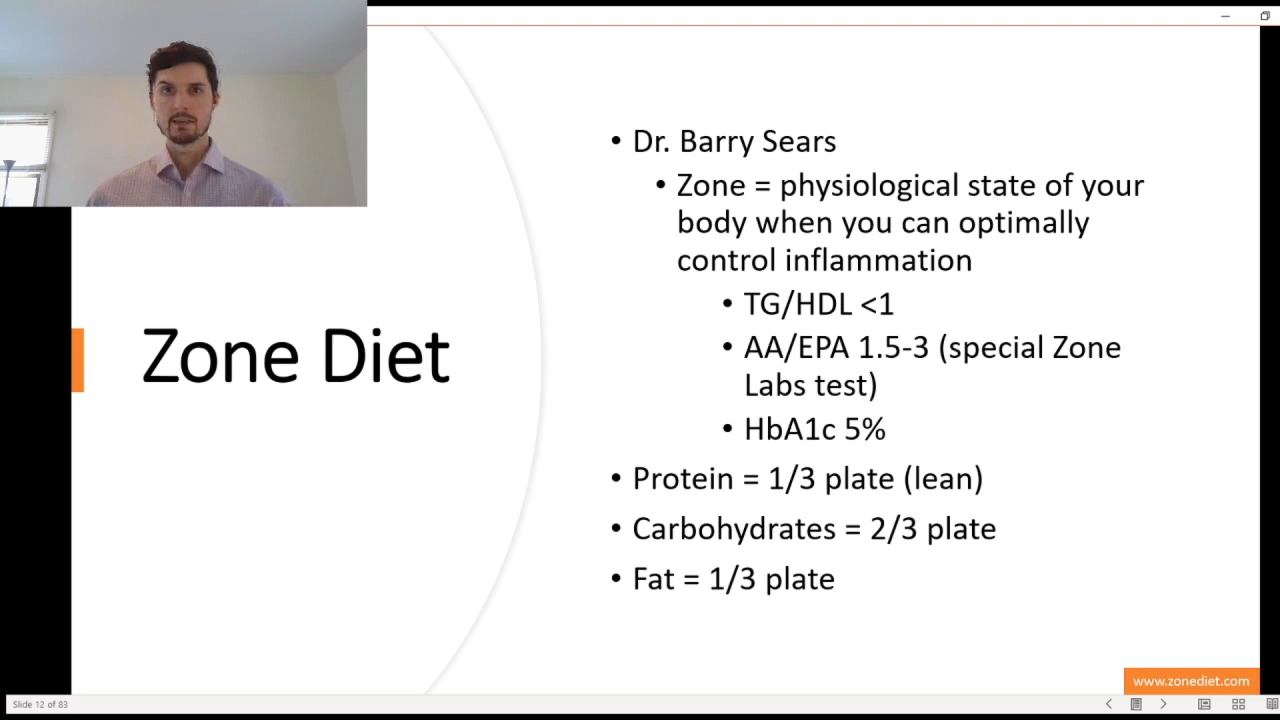 Zone Diet
• Dr. Barry Sears
• Zone = physiological state of your
body when you can optimally
control inflammation
• TG/HDL <1
• AA/EPA 1.5-3 (special Zone
Labs test)
• HbA1c 5%
• Protein = 1/3 plate (lean)
• Carbohydrates = 2/3 plate
• Fat = 1/3 plate
www.zonediet.com
Slide 12 of 83